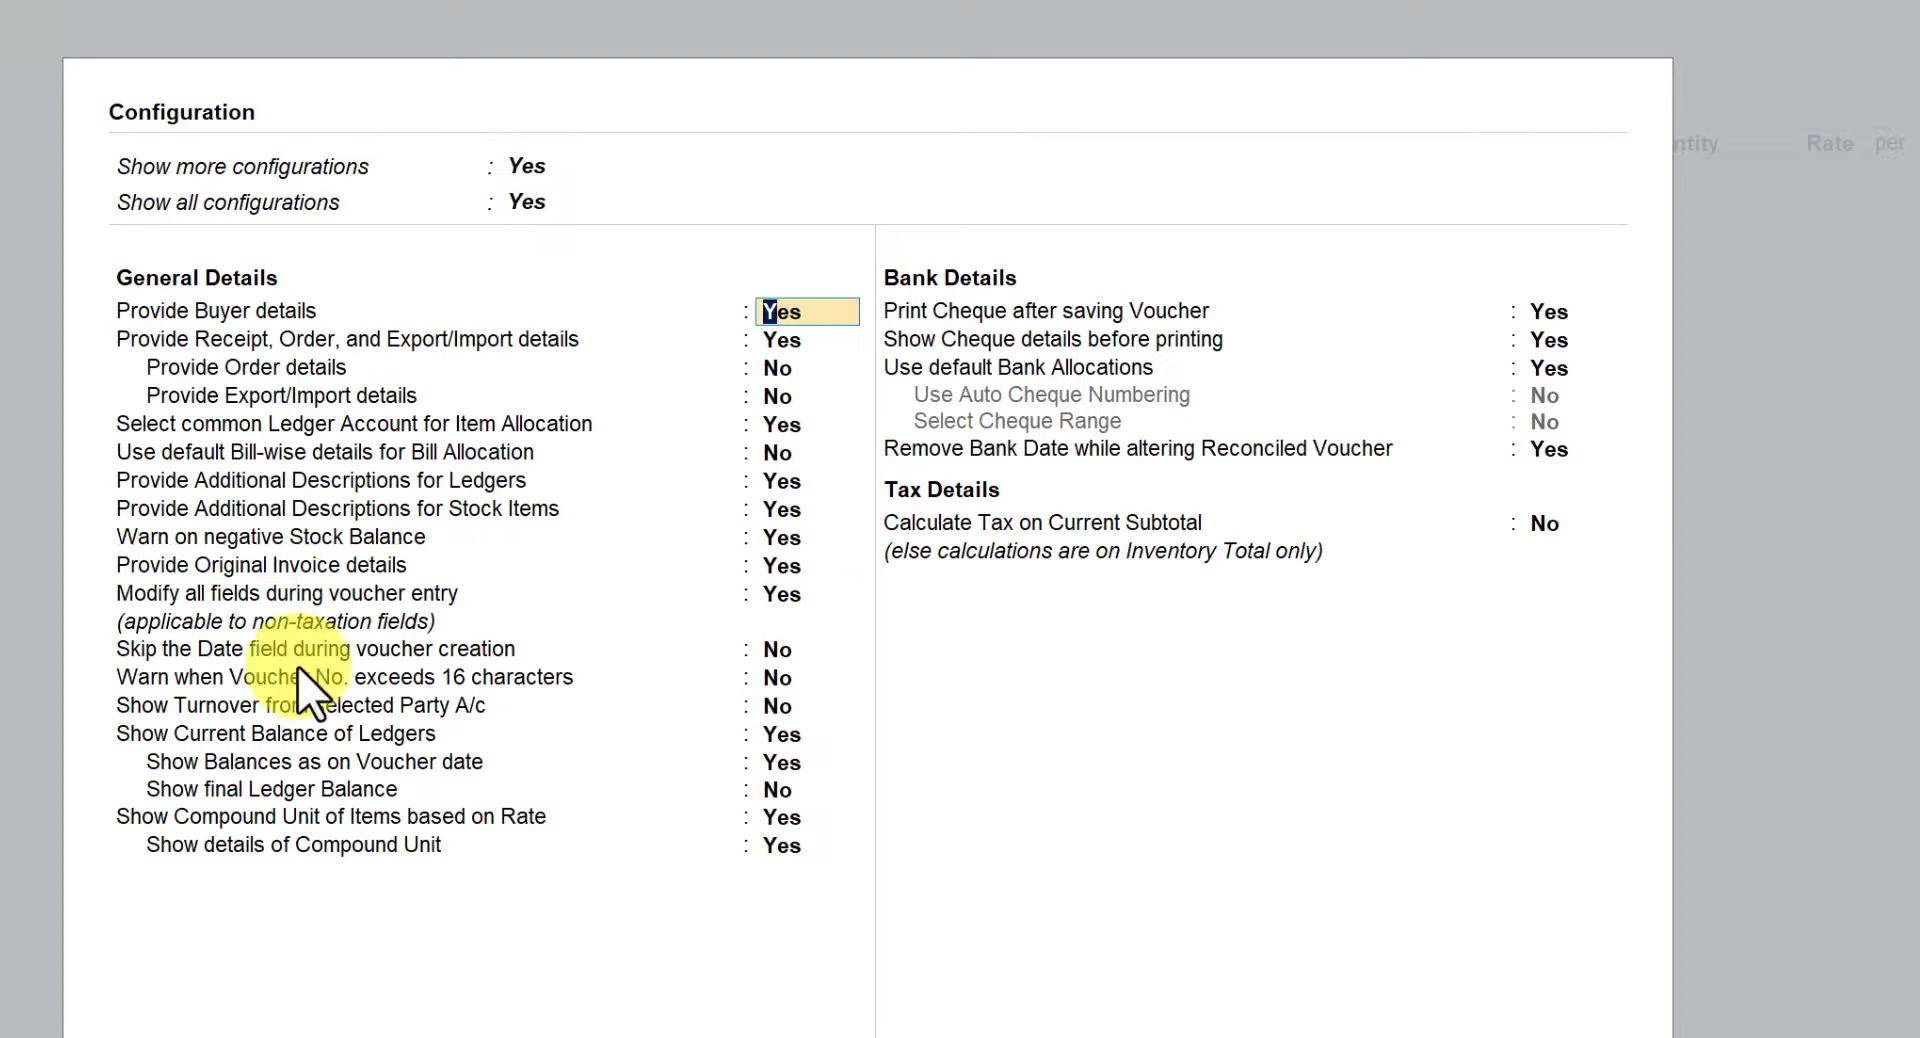 Configuration
Show more configurations : Yes
Show all configurations : Yes
General Details
Provide Buyer details : Yes
Provide Receipt, Order, and Export/Import details : Yes
Provide Order details : No
Provide Export/Import details : No
Select common Ledger Account for Item Allocation : Yes
Use default Bill-wise details for Bill Allocation : No
Provide Additional Descriptions for Ledgers : Yes
Provide Additional Descriptions for Stock Items : Yes
Warn on negative Stock Balance : Yes
Provide Original Invoice details : Yes
Modify all fields during voucher entry : Yes
(applicable to non-taxation fields)
Skip the Date field during voucher creation : No
Warn when Voucher No. exceeds 16 characters : No
Show Turnover from selected Party A/c : No
Show Current Balance of Ledgers : Yes
Show Balances as on Voucher date : Yes
Show final Ledger Balance : No
Show Compound Unit of Items based on Rate : Yes
Show details of Compound Unit : Yes
Bank Details
Print Cheque after saving Voucher : Yes
Show Cheque details before printing : Yes
Use default Bank Allocations : Yes
Use Auto Cheque Numbering : No
Select Cheque Range : No
Remove Bank Date while altering Reconciled Voucher : Yes
Tax Details
Calculate Tax on Current Subtotal : No
(else calculations are on Inventory Total only)
ntity Rate per